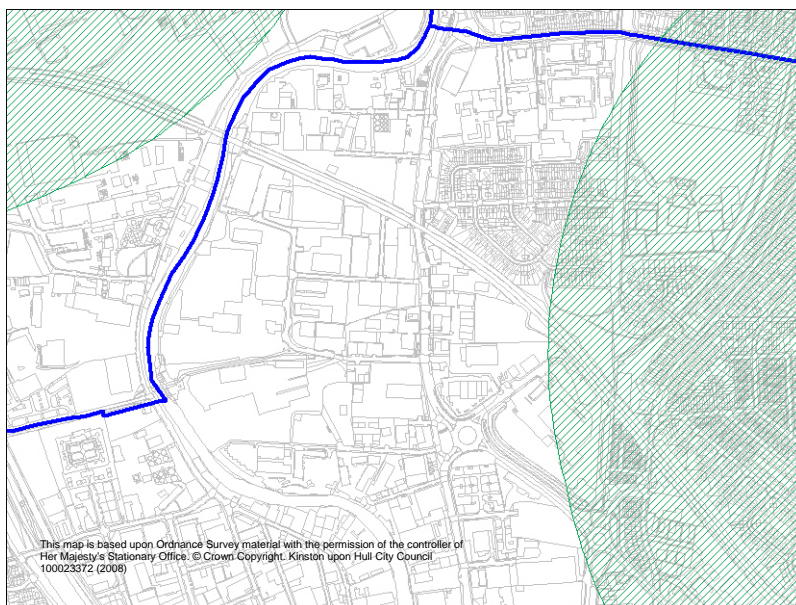 This map is based upon Ordnance Survey material with the permission of the controller of
Her Majesty's Stationary Office. © Crown Copyright. Kinston upon Hull City Council
100023372 (2008)